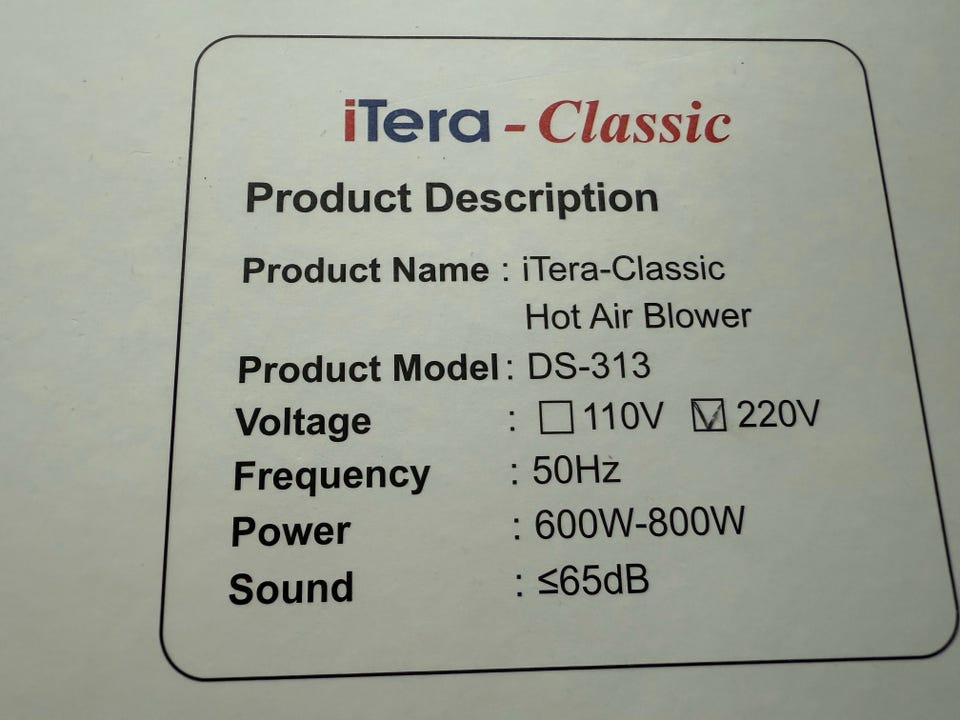 iTera - Classic
Product Description
Product Name : iTera-Classic
Hot Air Blower
Product Model : DS-313
Voltage : ☐ 110V ☑ 220V
Frequency : 50Hz
Power : 600W-800W
Sound : ≤65dB